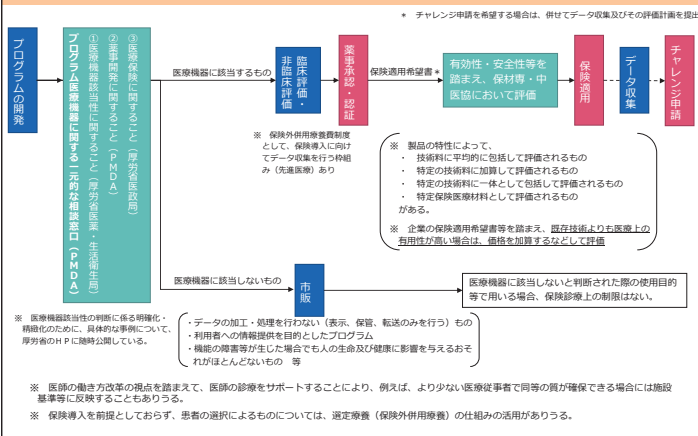 ＊ チャレンジ申請を希望する場合は、併せてデータ収集及びその評価計画を提出
プログラムの開発
プログラム医療機器に関する一元的な相談窓口（PMDA）
①医療機器該当性に関すること（厚労省医薬・生活衛生局）
②薬事開発に関すること（PMDA）
③医療保険に関すること（厚労省医政局）
医療機器に該当するもの
臨床評価・
非臨床評価
薬事承認・認証
保険適用希望書＊
有効性・安全性等を
踏まえ、保材専・中
医協において評価
保険適用
データ収集
チャレンジ申請
※ 保険外併用療養費制度
として、保険導入に向け
てデータ収集を行う枠組
み（先進医療）あり
※ 製品の特性によって、
・ 技術料に平均的に包括して評価されるもの
・ 特定の技術料に加算して評価されるもの
・ 特定の技術料に一体として包括して評価されるもの
・ 特定保険医療材料として評価されるもの
がある。
※ 企業の保険適用希望書等を踏まえ、既存技術よりも医療上の
有用性が高い場合は、価格を加算するなどして評価
医療機器に該当しないもの
市販
医療機器に該当しないと判断された際の使用目的
等で用いる場合、保険診療上の制限はない。
※ 医療機器該当性の判断に係る明確化・
精緻化のために、具体的な事例について、
厚労省のＨＰに随時公開している。
・データの加工・処理を行わない（表示、保管、転送のみを行う）もの
・利用者への情報提供を目的としたプログラム
・機能の障害等が生じた場合でも人の生命及び健康に影響を与えるおそ
れがほとんどないもの 等
※ 医師の働き方改革の視点を踏まえて、医師の診療をサポートすることにより、例えば、より少ない医療従事者で同等の質が確保できる場合には施設
基準等に反映することもありうる。
※ 保険導入を前提としておらず、患者の選択によるものについては、選定療養（保険外併用療養）の仕組みの活用がありうる。